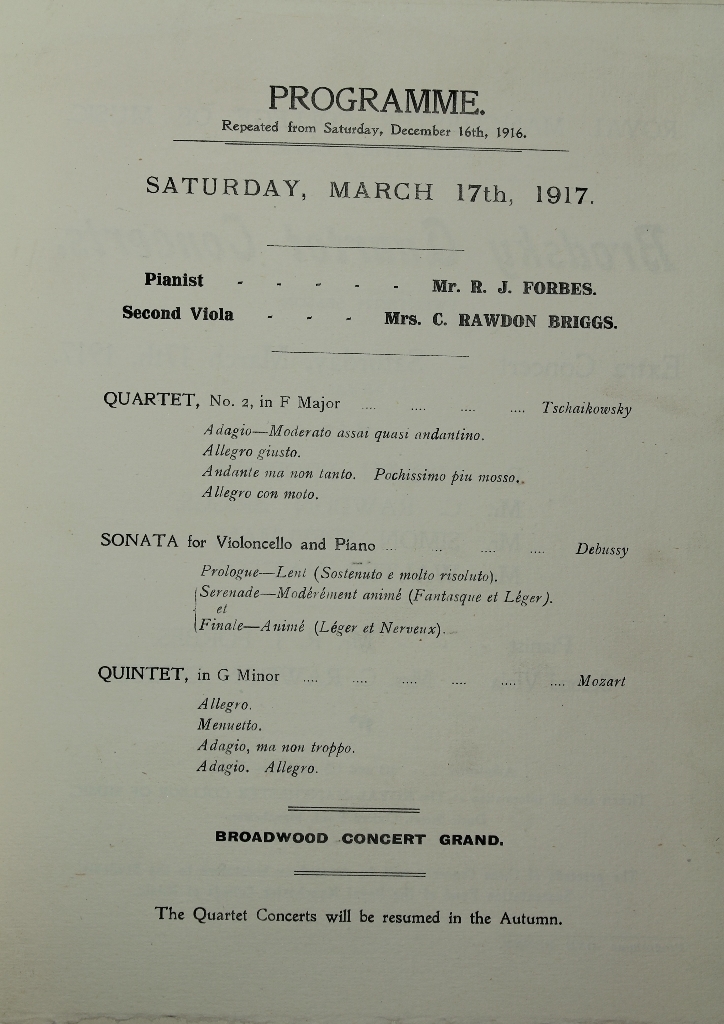 PROGRAMME.
Repeated from Saturday, December 16th, 1916.
SATURDAY, MARCH 17th, 1917.
Pianist - - - - - Mr. R. J. FORBES.
Second Viola - - - Mrs. C. RAWDON BRIGGS.
QUARTET, No. 2, in F Major .... .... .... .... Tschaikowsky
Adagio—Moderato assai quasi andantino.
Allegro giusto.
Andante ma non tanto. Pochissimo piu mosso.
Allegro con moto.
SONATA for Violoncello and Piano ... ... .... .... Debussy
Prologue—Lent (Sostenuto e molto risoluto).
Serenade—Modérément animé (Fantasque et Léger).
et
Finale—Animé (Léger et Nerveux).
QUINTET, in G Minor .... .... .... .... .... .... Mozart
Allegro.
Menuetto.
Adagio, ma non troppo.
Adagio. Allegro.
BROADWOOD CONCERT GRAND.
The Quartet Concerts will be resumed in the Autumn.